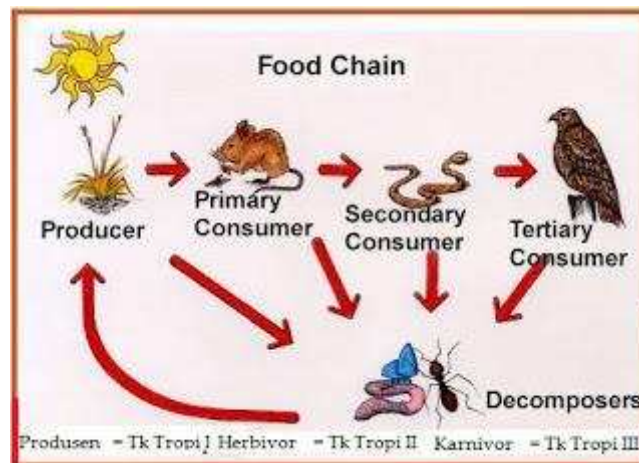 Food Chain
Producer
Primary
Consumer
Secondary
Consumer
Tertiary
Consumer
Decomposers
Produsen = Tk Tropi I Herbivor = Tk Tropi II Karnivor = Tk Tropi III